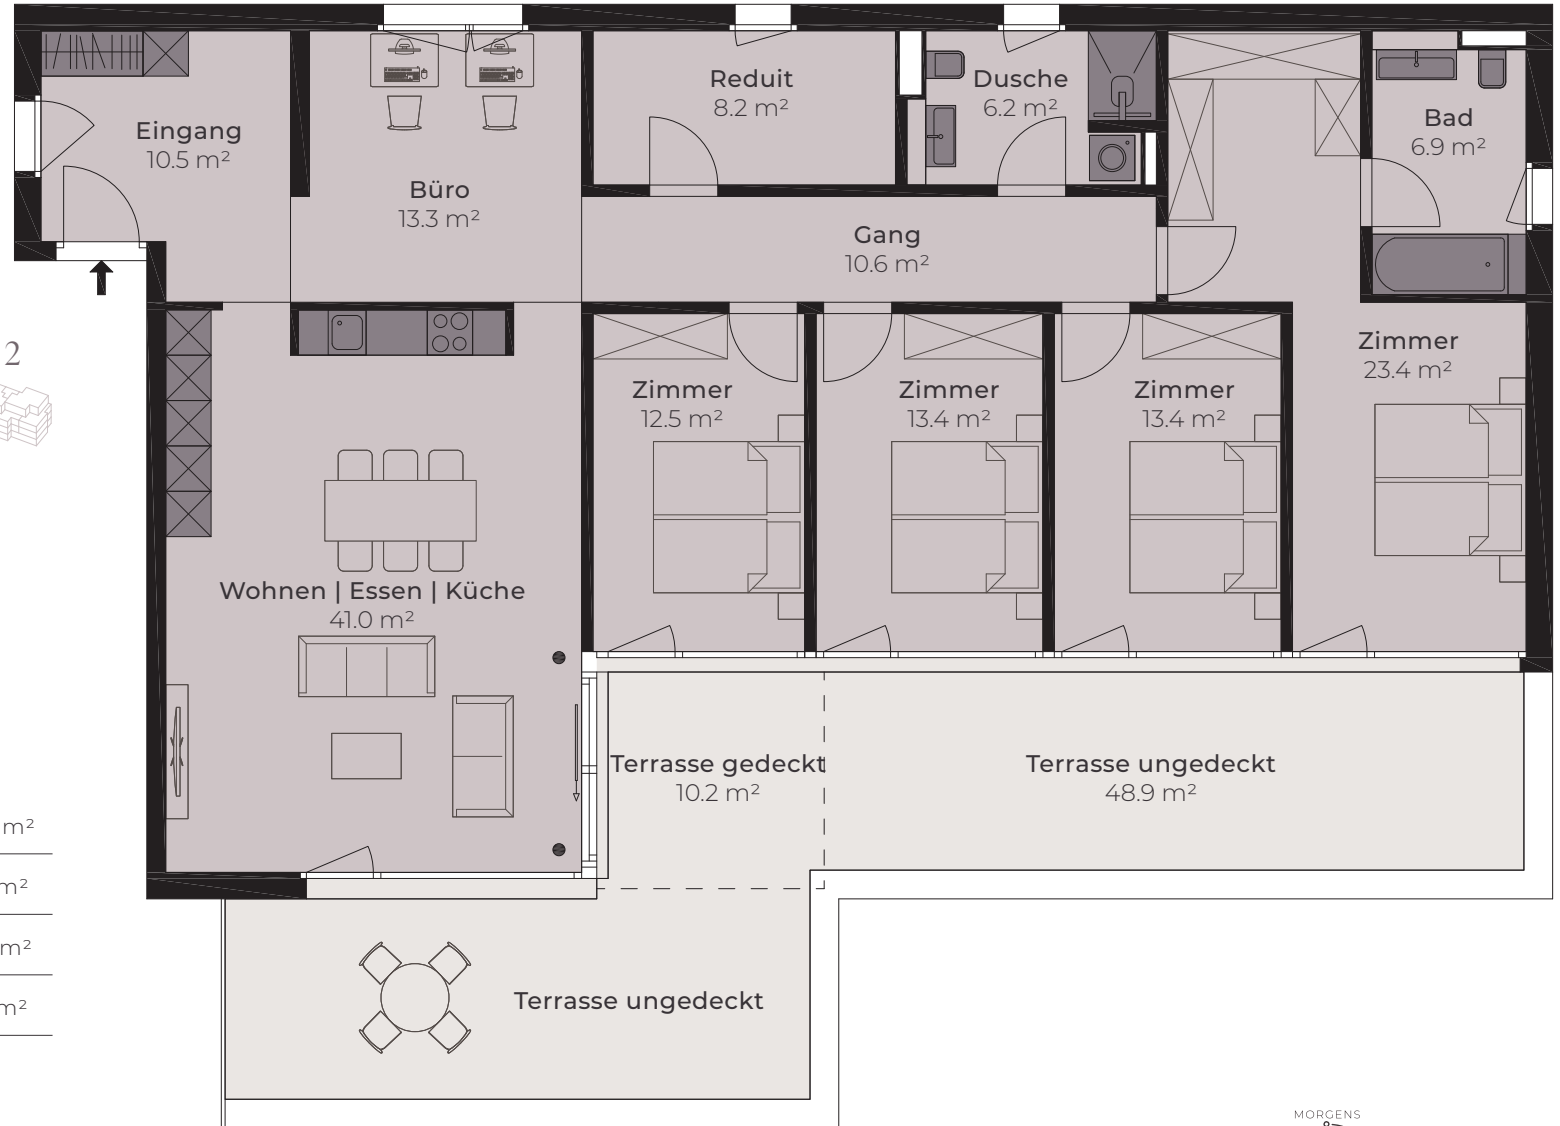 Reduit
8.2 m²
Dusche
6.2 m²
Bad
6.9 m²
Eingang
10.5 m²
Büro
13.3 m²
Gang
10.6 m²
2
Zimmer
23.4 m²
Zimmer
12.5 m²
Zimmer
13.4 m²
Zimmer
13.4 m²
Wohnen | Essen | Küche
41.0 m²
Terrasse gedeckt
10.2 m²
Terrasse ungedeckt
48.9 m²
m²
m²
m²
m²
Terrasse ungedeckt
MORGENS